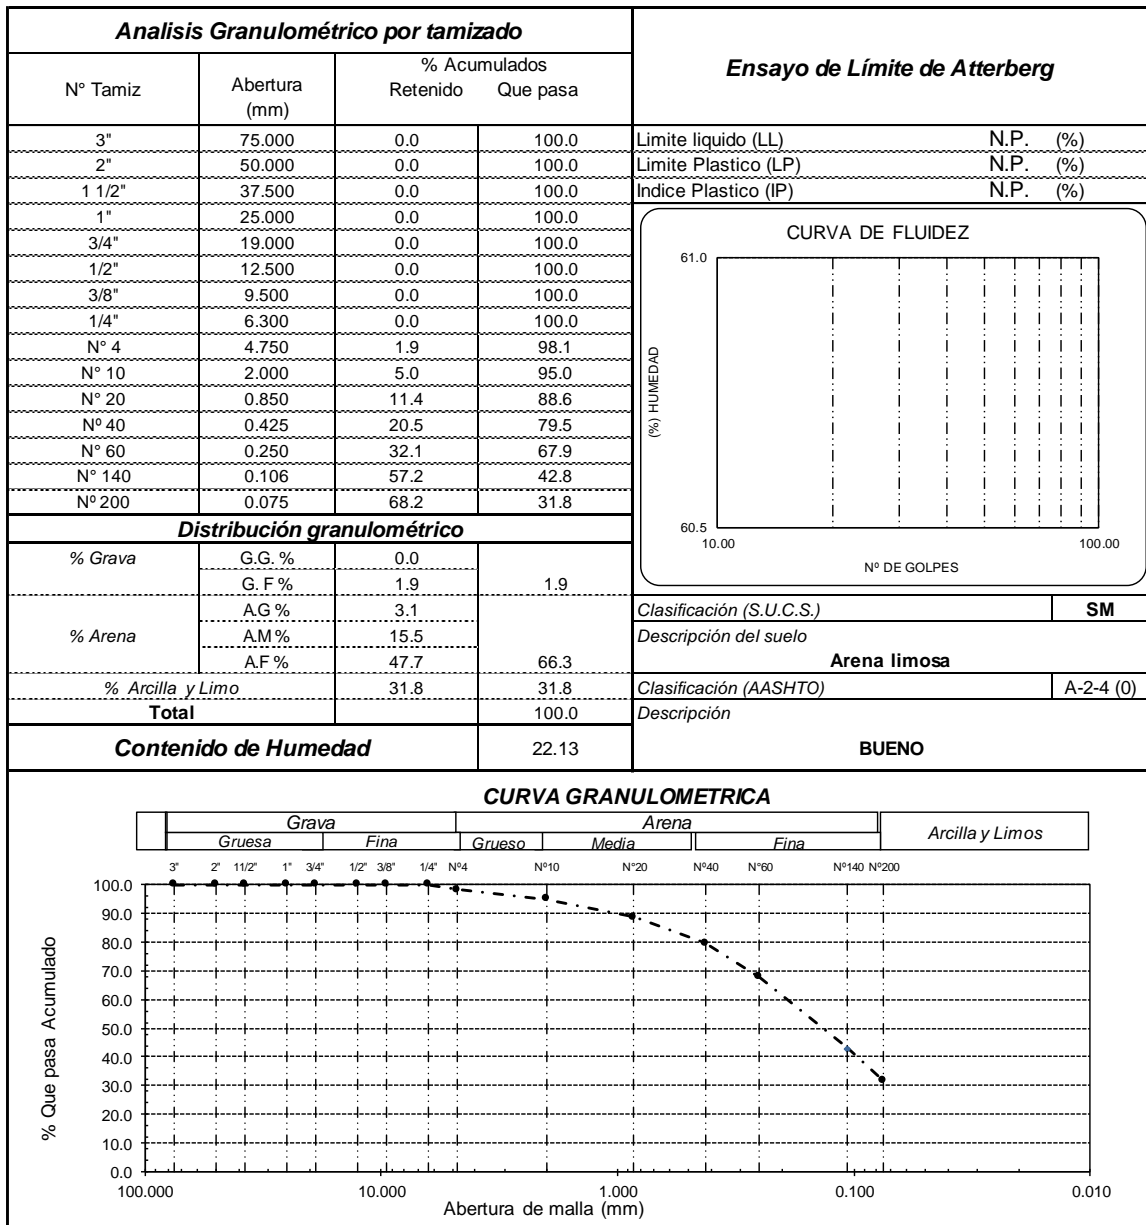 Analisis Granulométrico por tamizado
N° Tamiz Abertura (mm) % Acumulados Retenido Que pasa
3" 75.000 0.0 100.0
2" 50.000 0.0 100.0
1 1/2" 37.500 0.0 100.0
1" 25.000 0.0 100.0
3/4" 19.000 0.0 100.0
1/2" 12.500 0.0 100.0
3/8" 9.500 0.0 100.0
1/4" 6.300 0.0 100.0
N° 4 4.750 1.9 98.1
N° 10 2.000 5.0 95.0
N° 20 0.850 11.4 88.6
Nº 40 0.425 20.5 79.5
N° 60 0.250 32.1 67.9
N° 140 0.106 57.2 42.8
Nº 200 0.075 68.2 31.8
Distribución granulométrico
% Grava G.G. % 0.0
G. F % 1.9 1.9
A.G % 3.1
% Arena A.M % 15.5
A.F % 47.7 66.3
% Arcilla y Limo 31.8 31.8
Total 100.0
Contenido de Humedad 22.13
Ensayo de Límite de Atterberg
Limite liquido (LL) N.P. (%)
Limite Plastico (LP) N.P. (%)
Indice Plastico (IP) N.P. (%)
CURVA DE FLUIDEZ
61.0
(%) HUMEDAD
60.5
10.00 100.00
Nº DE GOLPES
Clasificación (S.U.C.S.) SM
Descripción del suelo
Arena limosa
Clasificación (AASHTO) A-2-4 (0)
Descripción
BUENO
CURVA GRANULOMETRICA
Grava Arena Arcilla y Limos
Gruesa Fina Grueso Media Fina
3" 2" 11/2" 1" 3/4" 1/2" 3/8" 1/4" Nº4 N°10 N°20 Nº40 N°60 N°140 Nº200
% Que pasa Acumulado
100.0
90.0
80.0
70.0
60.0
50.0
40.0
30.0
20.0
10.0
0.0
100.000 10.000 1.000 0.100 0.010
Abertura de malla (mm)